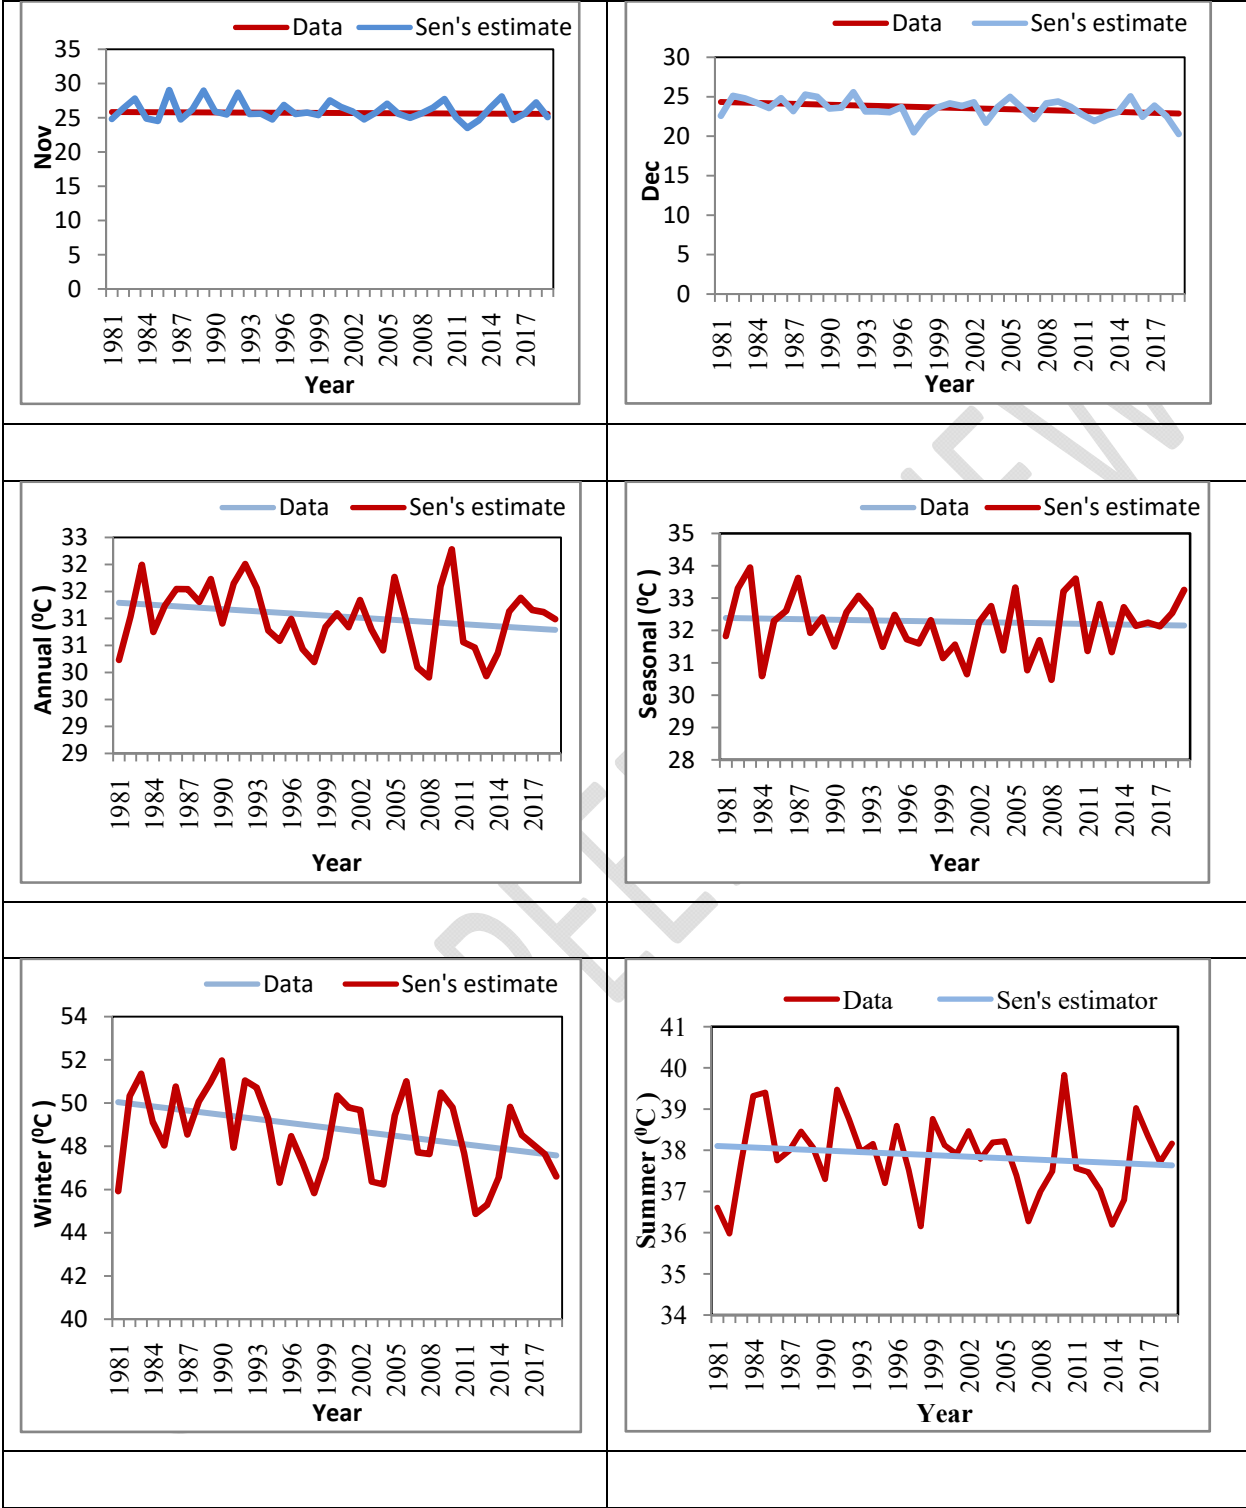 Data Sen's estimate
35
30
25
20
15
10
5
0
Nov
1981 1984 1987 1990 1993 1996 1999 2002 2005 2008 2011 2014 2017
Year
Data Sen's estimate
30
25
20
15
10
5
0
Dec
1981 1984 1987 1990 1993 1996 1999 2002 2005 2008 2011 2014 2017
Year
Data Sen's estimate
33
32
32
31
31
30
30
29
29
Annual (⁰C )
1981 1984 1987 1990 1993 1996 1999 2002 2005 2008 2011 2014 2017
Year
Data Sen's estimate
35
34
33
32
31
30
29
28
Seasonal (⁰C )
1981 1984 1987 1990 1993 1996 1999 2002 2005 2008 2011 2014 2017
Year
Data Sen's estimate
54
52
50
48
46
44
42
40
Winter (⁰C )
1981 1984 1987 1990 1993 1996 1999 2002 2005 2008 2011 2014 2017
Year
Data Sen's estimator
41
40
39
38
37
36
35
34
Summer (⁰C )
1981 1984 1987 1990 1993 1996 1999 2002 2005 2008 2011 2014 2017
Year